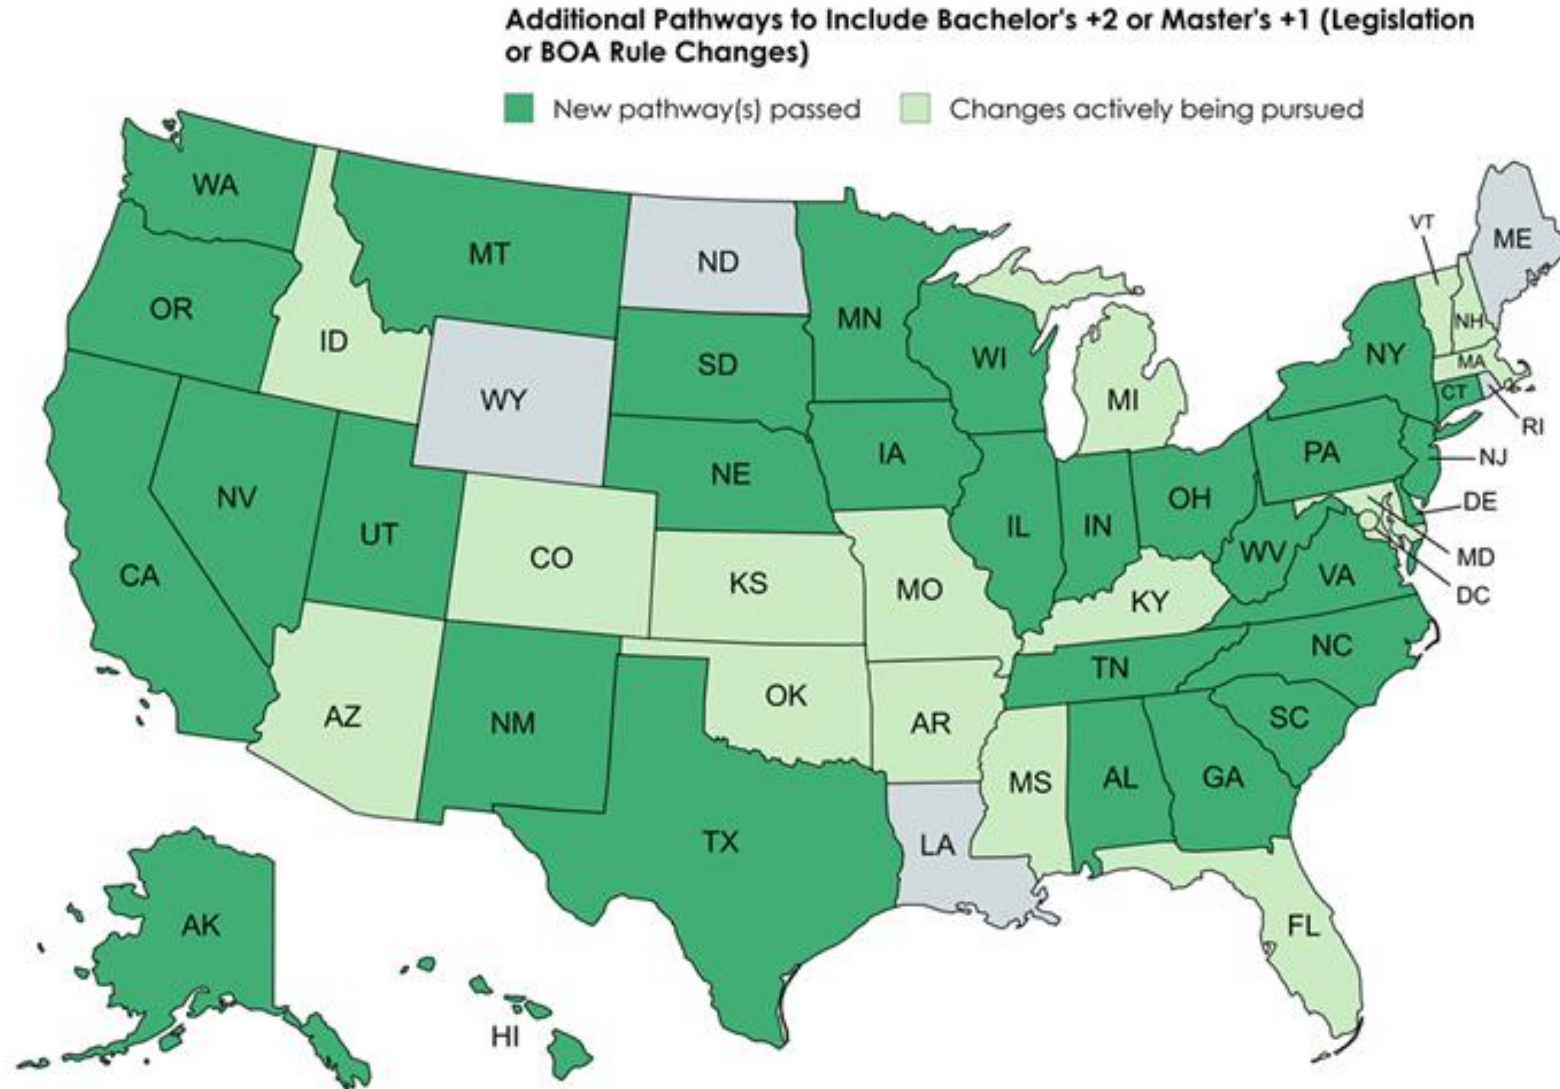 Additional Pathways to Include Bachelor's +2 or Master's +1 (Legislation
or BOA Rule Changes)
New pathway(s) passed
Changes actively being pursued
WA
MT
ND
MN
VT
ME
OR
ID
WY
SD
WI
MI
NY
NH
MA
CT
RI
NV
UT
CA
NE
IA
IL
IN
OH
PA
NJ
DE
MD
DC
CO
KS
MO
KY
WV
VA
AZ
NM
OK
AR
TN
NC
SC
TX
LA
MS
AL
GA
FL
AK
HI